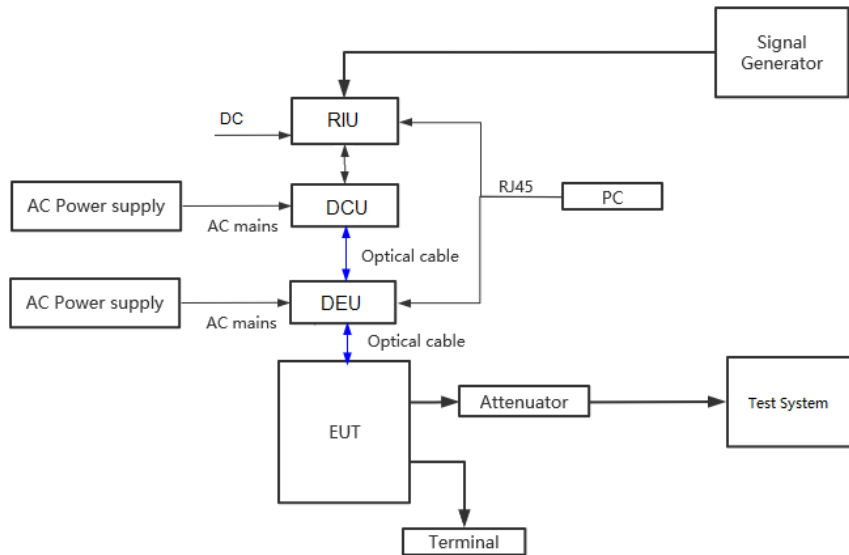 Signal
Generator
DC
RIU
RJ45
PC
AC Power supply
AC mains
DCU
Optical cable
AC Power supply
AC mains
DEU
Optical cable
EUT
Attenuator
Test System
Terminal